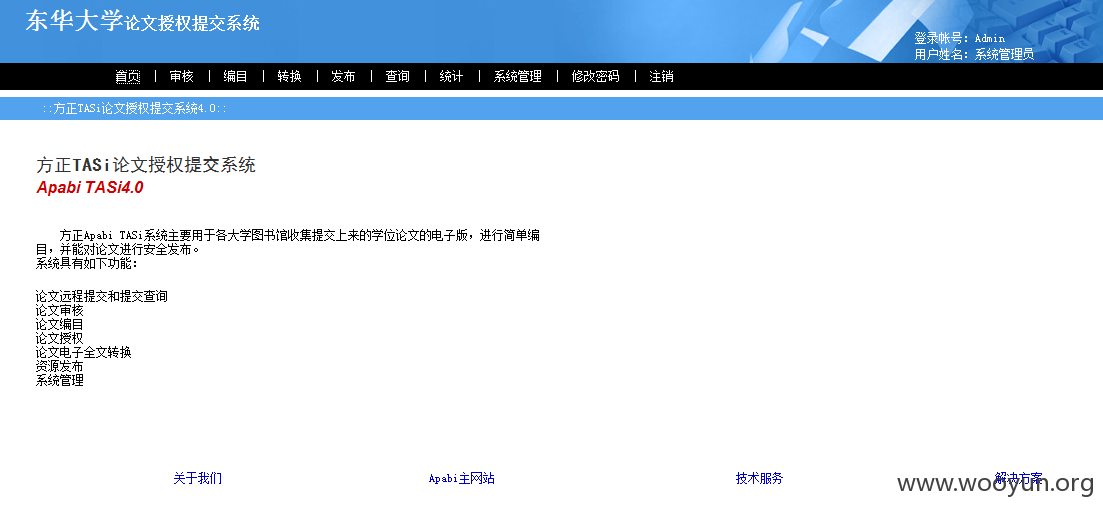 东华大学论文授权提交系统
登录帐号: Admin
用户姓名: 系统管理员
首页 | 审核 | 编目 | 转换 | 发布 | 查询 | 统计 | 系统管理 | 修改密码 | 注销
::方正TASi论文授权提交系统4.0::
方正TASi论文授权提交系统
Apabi TASi4.0
方正Apabi TASi系统主要用于各大学图书馆收集提交上来的学位论文的电子版，进行简单编
目，并能对论文进行安全发布。
系统具有如下功能：
论文远程提交和提交查询
论文审核
论文编目
论文授权
论文电子全文转换
资源发布
系统管理
关于我们 Apabi主网站 技术服务 解决方案
www.wooyun.org